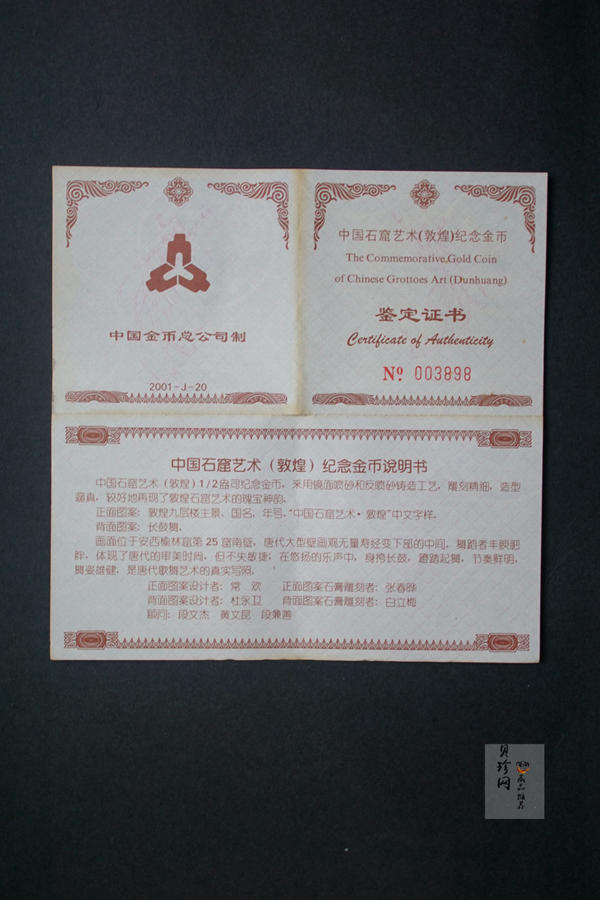 中国金币总公司制
2001-J-20
中国石窟艺术(敦煌)纪念金币
The Commemorative.Gold Coin
of Chinese Grottoes Art (Dunhuang)
鉴定证书
Certificate of Authenticity
Nº 003898
中国石窟艺术（敦煌）纪念金币说明书
中国石窟艺术（敦煌）1/2盎司纪念金币，采用镜面喷砂和反喷砂铸造工艺，雕刻精细，造型
逼真，较好地再现了敦煌石窟艺术的瑰宝神韵。
正面图案：敦煌九层楼主景、国名、年号、“中国石窟艺术·敦煌”中文字样。
背面图案：长鼓舞。
画面位于安西榆林窟第25窟南壁，唐代大型壁画观无量寿经变下部的中间，舞蹈者丰腴肥
胖，体现了唐代的审美时尚，但不失敏捷；在悠扬的乐声中，身挎长鼓，蹬踏起舞，节奏鲜明，
舞姿雄健，是唐代歌舞艺术的真实写照。
正面图案设计者：常 欢 正面图案石膏雕刻者：张春晔
背面图案设计者：杜永卫 背面图案石膏雕刻者：白立梅
顾问：段文杰 黄文昆 段兼善
贝珍网
藏品推荐